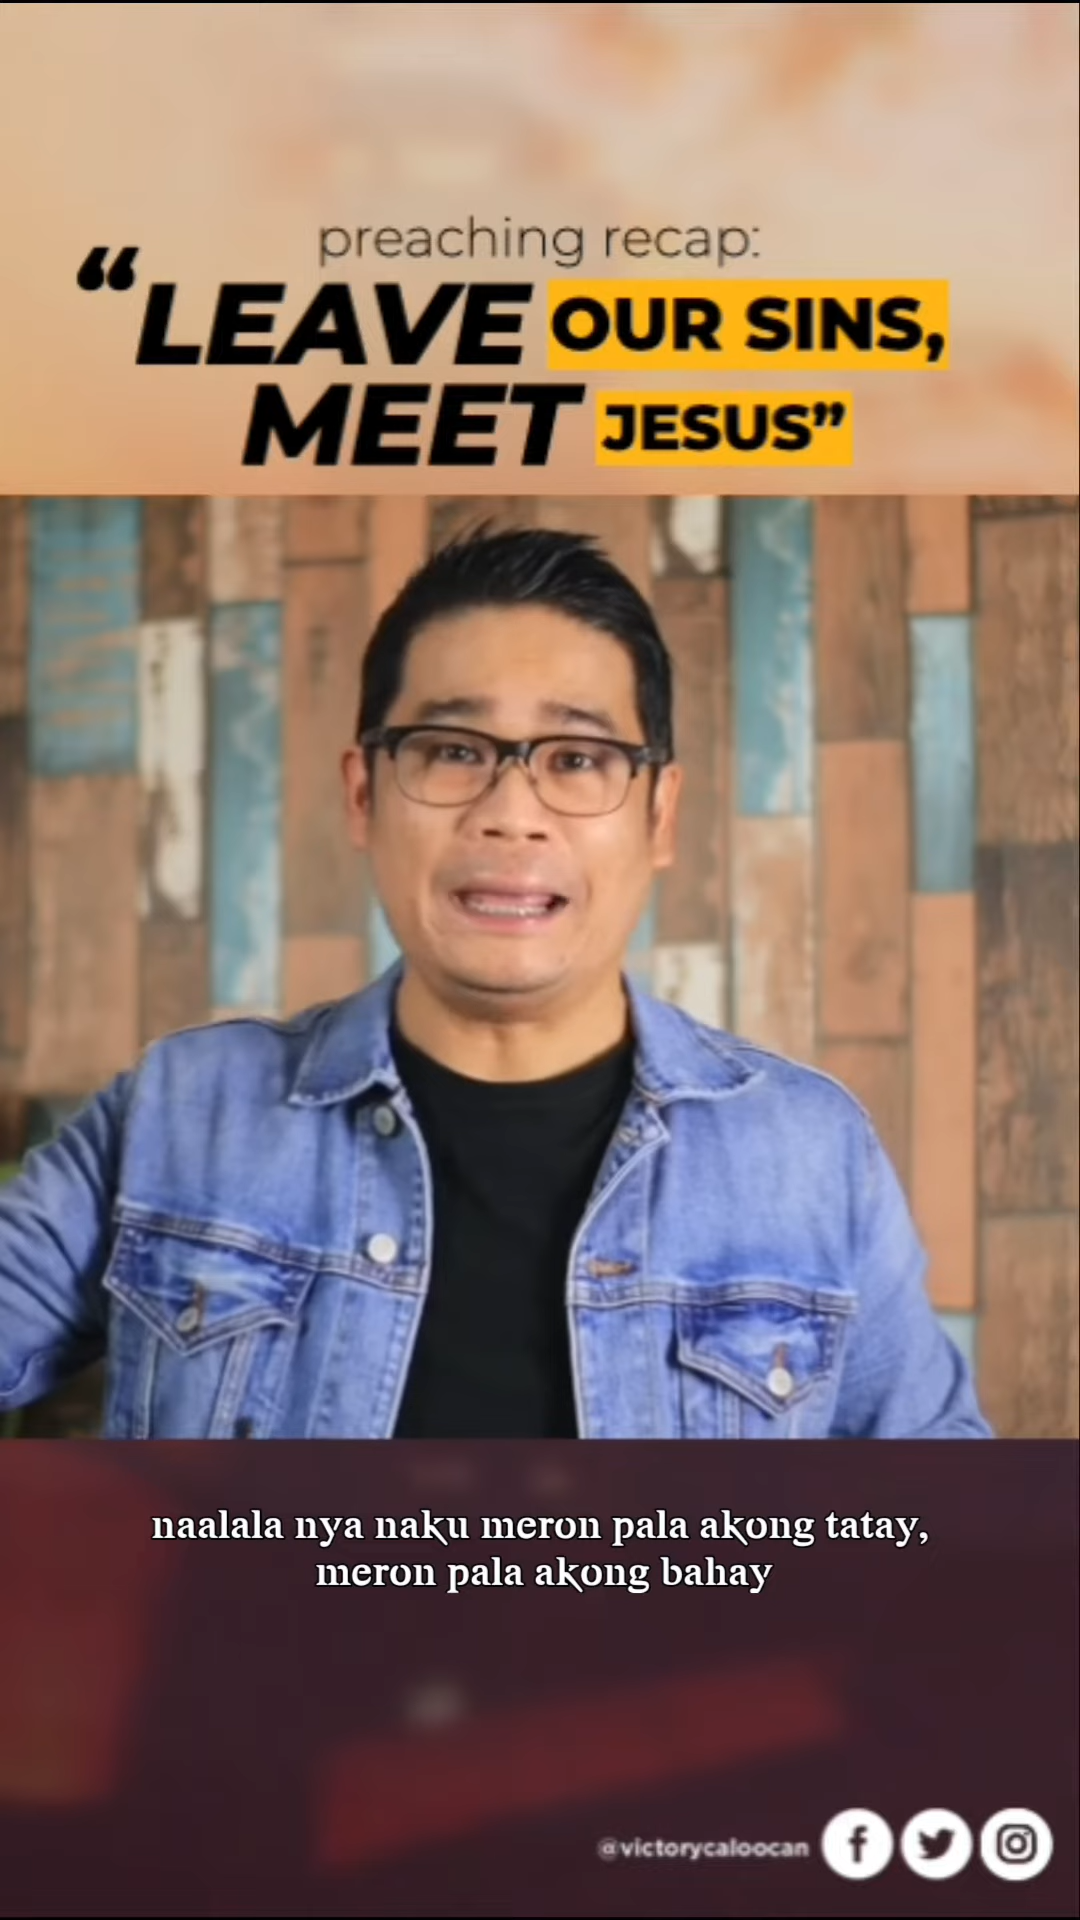 preaching recap:
“LEAVE OUR SINS,
MEET JESUS”
naalala nya naku meron pala akong tatay,
meron pala akong bahay
@victorycaloocan